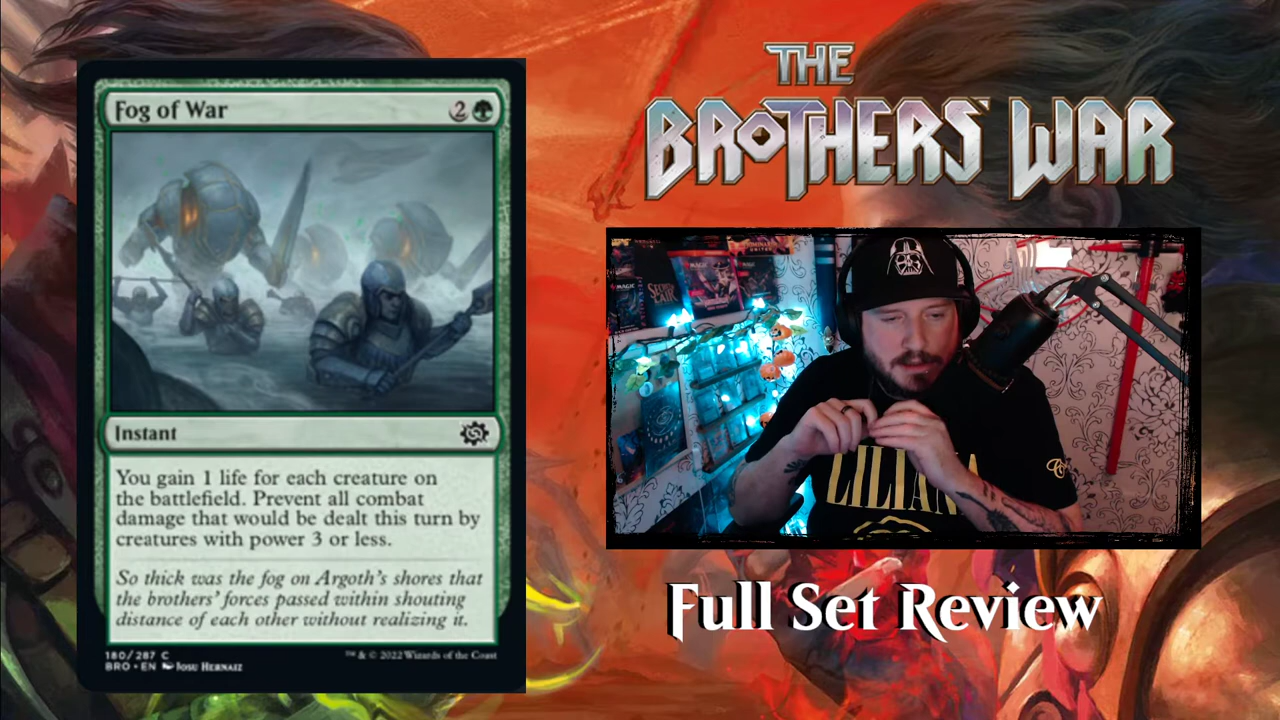 Fog of War
2
Instant
You gain 1 life for each creature on
the battlefield. Prevent all combat
damage that would be dealt this turn by
creatures with power 3 or less.
So thick was the fog on Argoth's shores that
the brothers' forces passed within shouting
distance of each other without realizing it.
180/287 C
BRO • EN Josu Hernaiz
™ & © 2022 Wizards of the Coast
THE
BROTHERS' WAR
MAGIC
SECRET
LAIR
LILIANA
Full Set Review